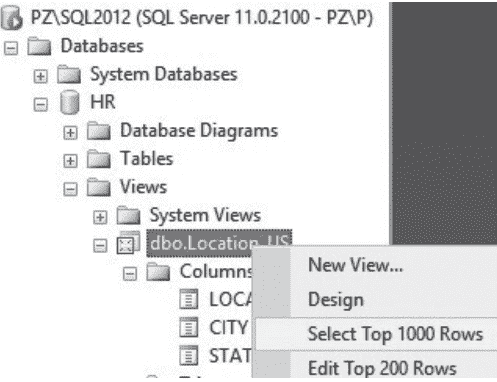 PZ\SQL2012 (SQL Server 11.0.2100 - PZ\P)
Databases
System Databases
HR
Database Diagrams
Tables
Views
System Views
dbo.Location_US
Columns
New View...
LOCA
Design
CITY
Select Top 1000 Rows
STAT
Edit Top 200 Rows